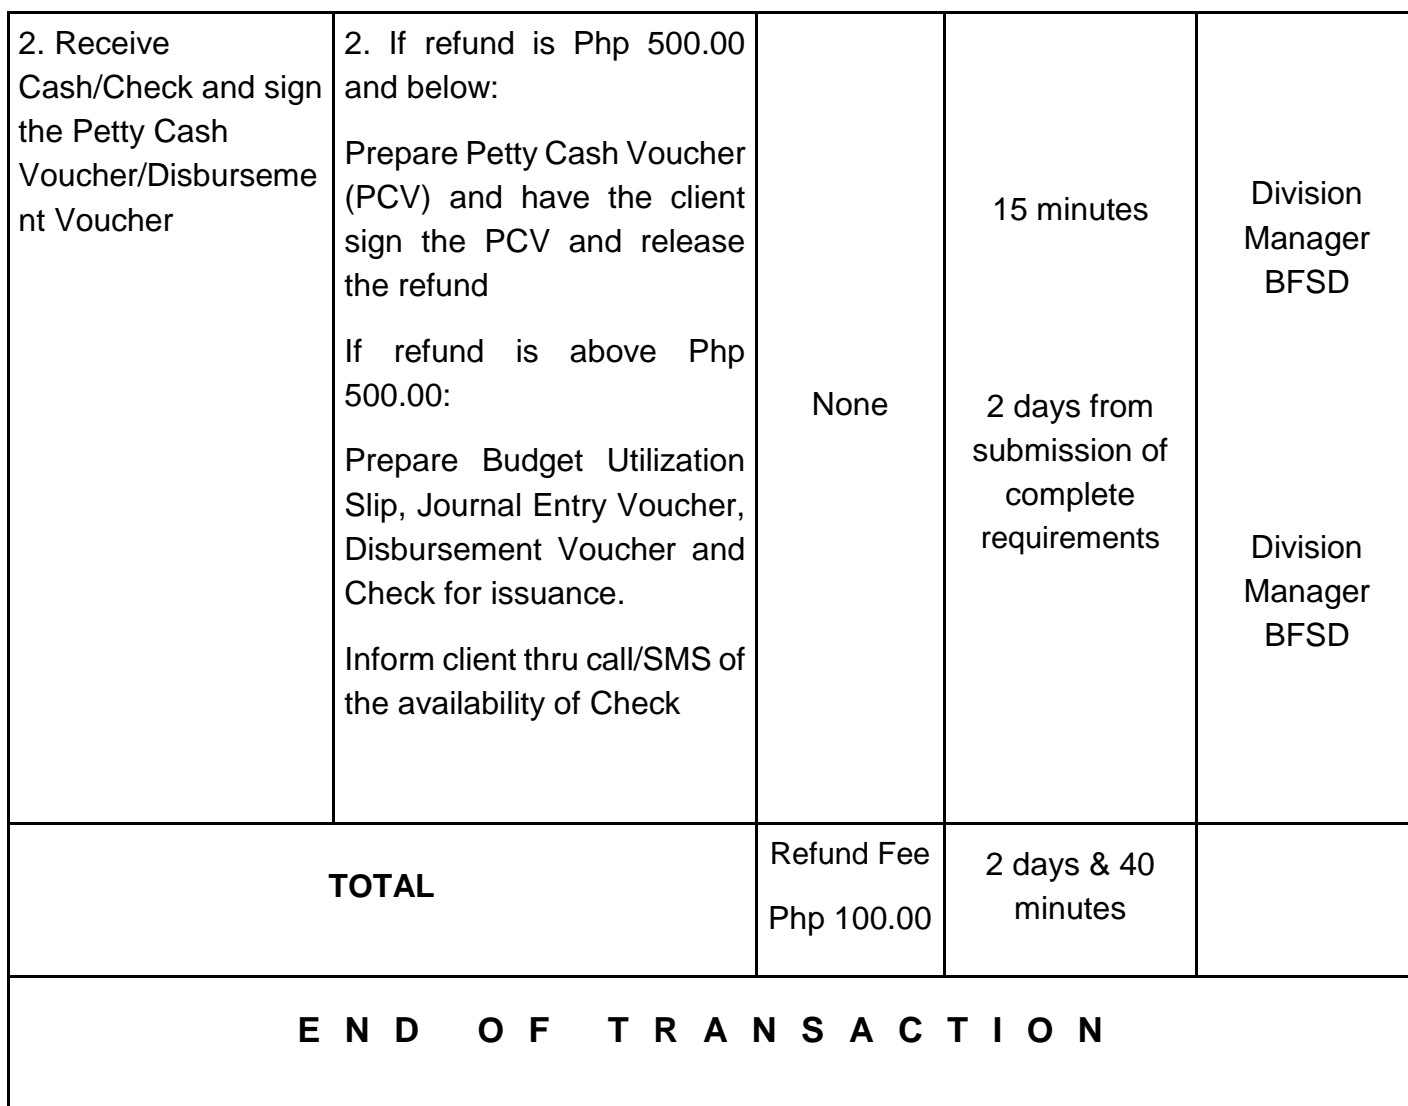 2. Receive
Cash/Check and sign
the Petty Cash
Voucher/Disburseme
nt Voucher
2. If refund is Php 500.00
and below:
Prepare Petty Cash Voucher
(PCV) and have the client
sign the PCV and release
the refund
If refund is above Php
500.00:
Prepare Budget Utilization
Slip, Journal Entry Voucher,
Disbursement Voucher and
Check for issuance.
Inform client thru call/SMS of
the availability of Check
None
15 minutes
2 days from
submission of
complete
requirements
Division
Manager
BFSD
Division
Manager
BFSD
TOTAL
Refund Fee
Php 100.00
2 days & 40
minutes
END OF TRANSACTION